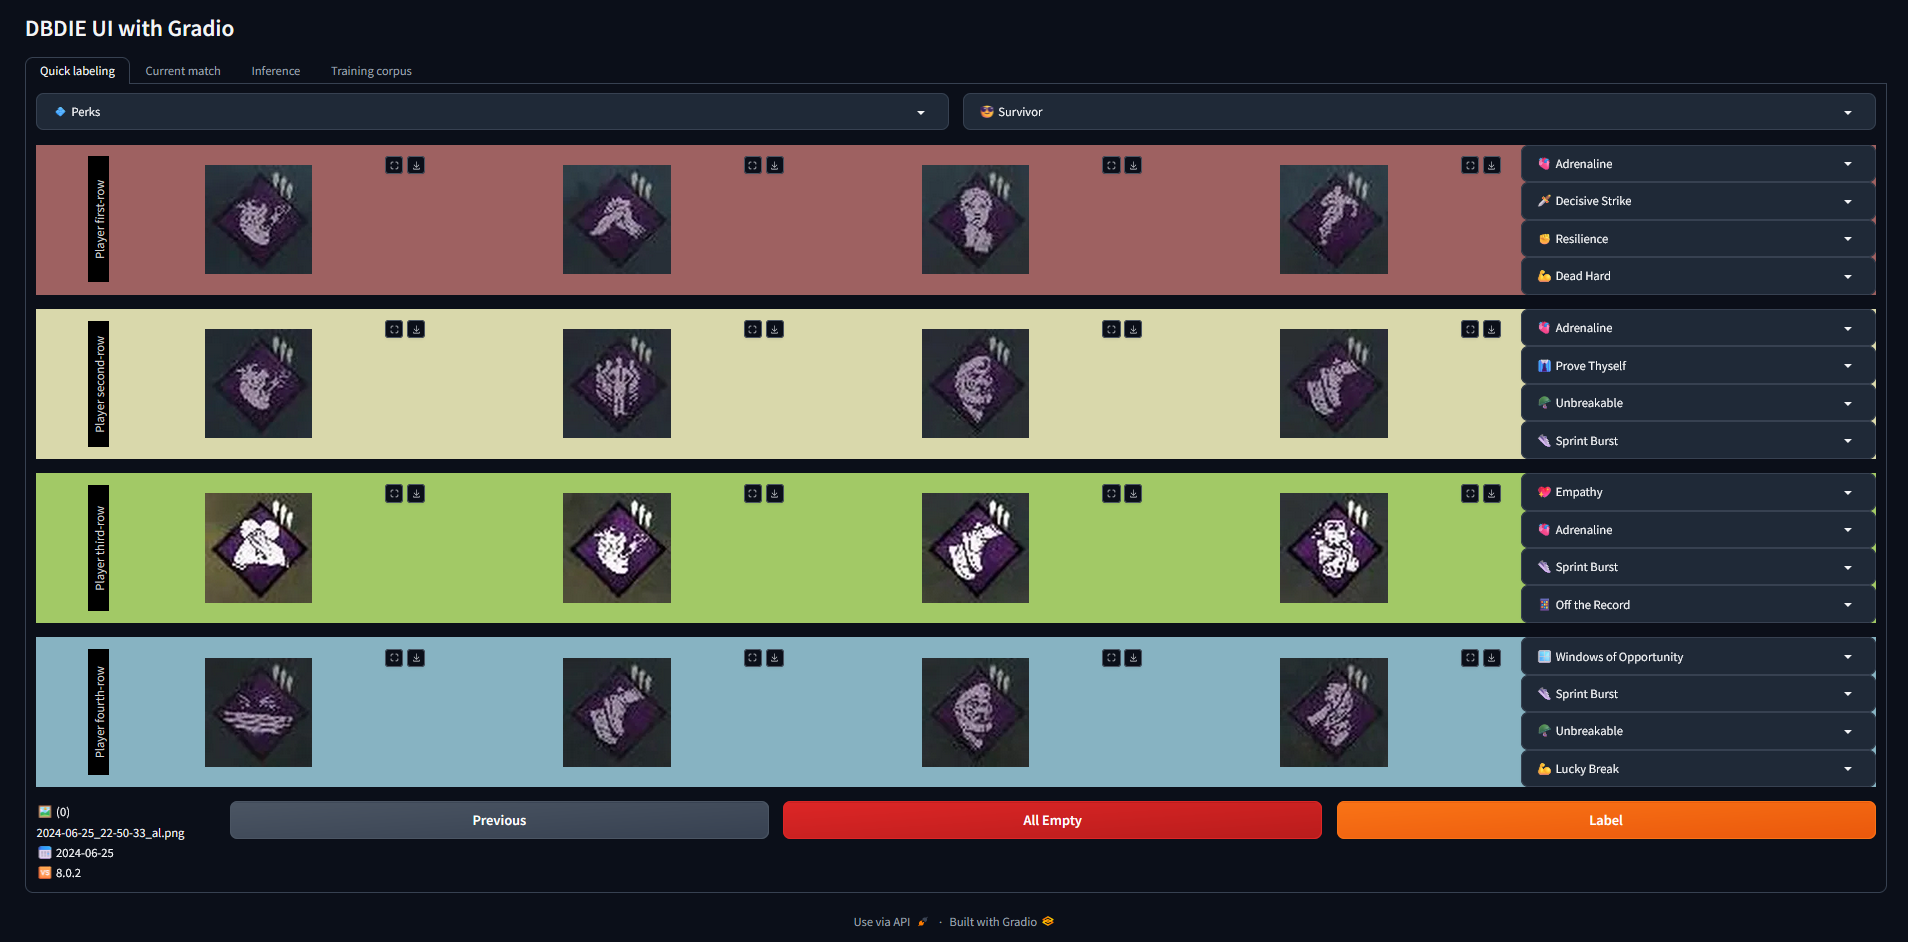 DBDIE UI with Gradio
Quick labeling
Current match
Inference
Training corpus
Perks
Survivor
Player first-row
Adrenaline
Decisive Strike
Resilience
Dead Hard
Player second-row
Adrenaline
Prove Thyself
Unbreakable
Sprint Burst
Player third-row
Empathy
Adrenaline
Sprint Burst
Off the Record
Player fourth-row
Windows of Opportunity
Sprint Burst
Unbreakable
Lucky Break
(0)
2024-06-25_22-50-33_al.png
2024-06-25
8.0.2
Previous
All Empty
Label
Use via API
· Built with Gradio